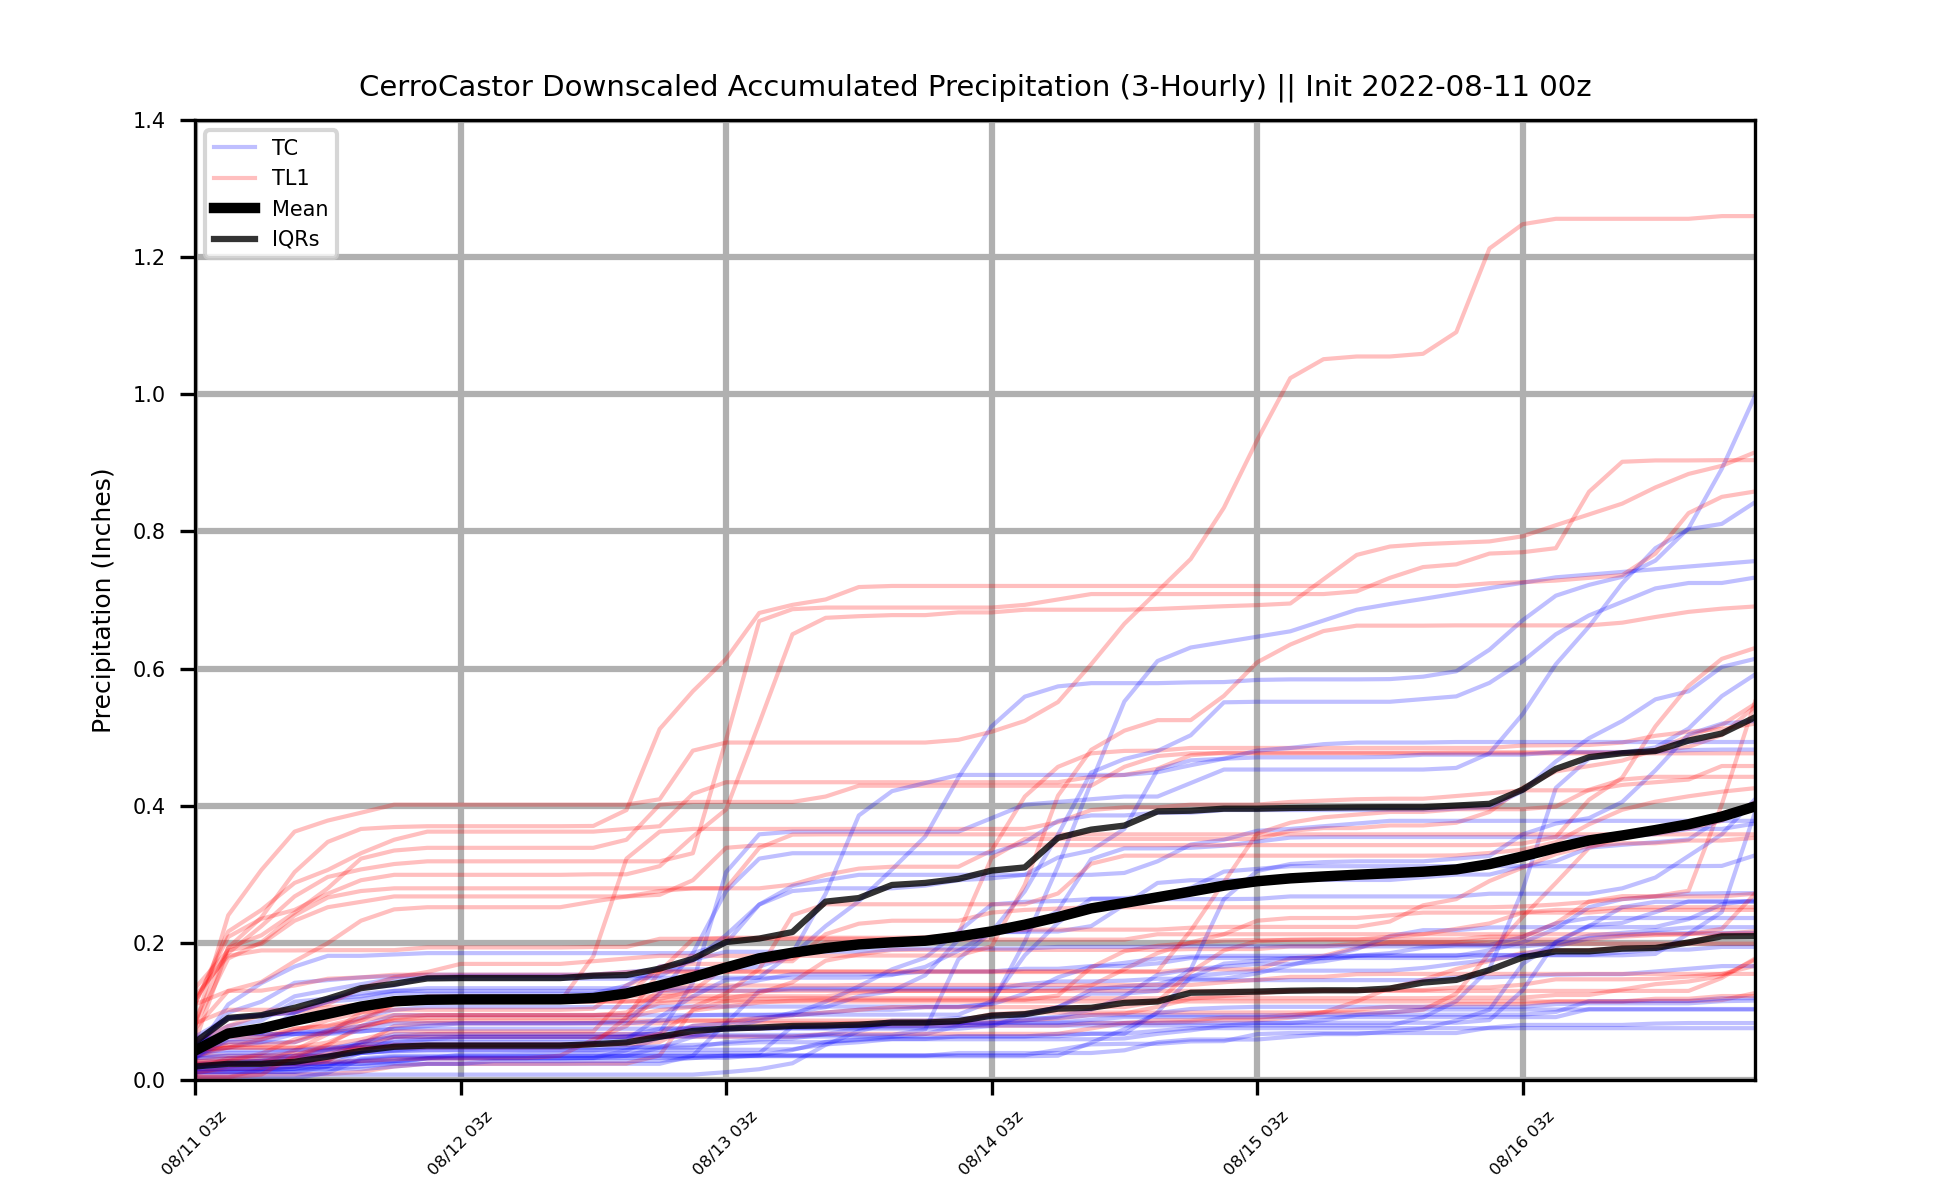 CerroCastor Downscaled Accumulated Precipitation (3-Hourly) || Init 2022-08-11 00z
TC
TL1
Mean
IQRs
Precipitation (Inches)
1.4
1.2
1.0
0.8
0.6
0.4
0.2
0.0
08/11 03z
08/12 03z
08/13 03z
08/14 03z
08/15 03z
08/16 03z